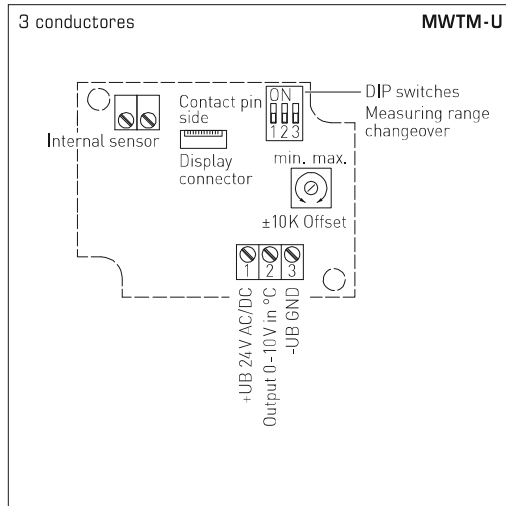 3 conductores
MWTM-U
ON
1 2 3
DIP switches
Measuring range
changeover
Contact pin
side
Internal sensor
Display
connector
min. max.
±10K Offset
1 2 3
+UB 24V AC/DC
Output 0-10V in °C
-UB GND